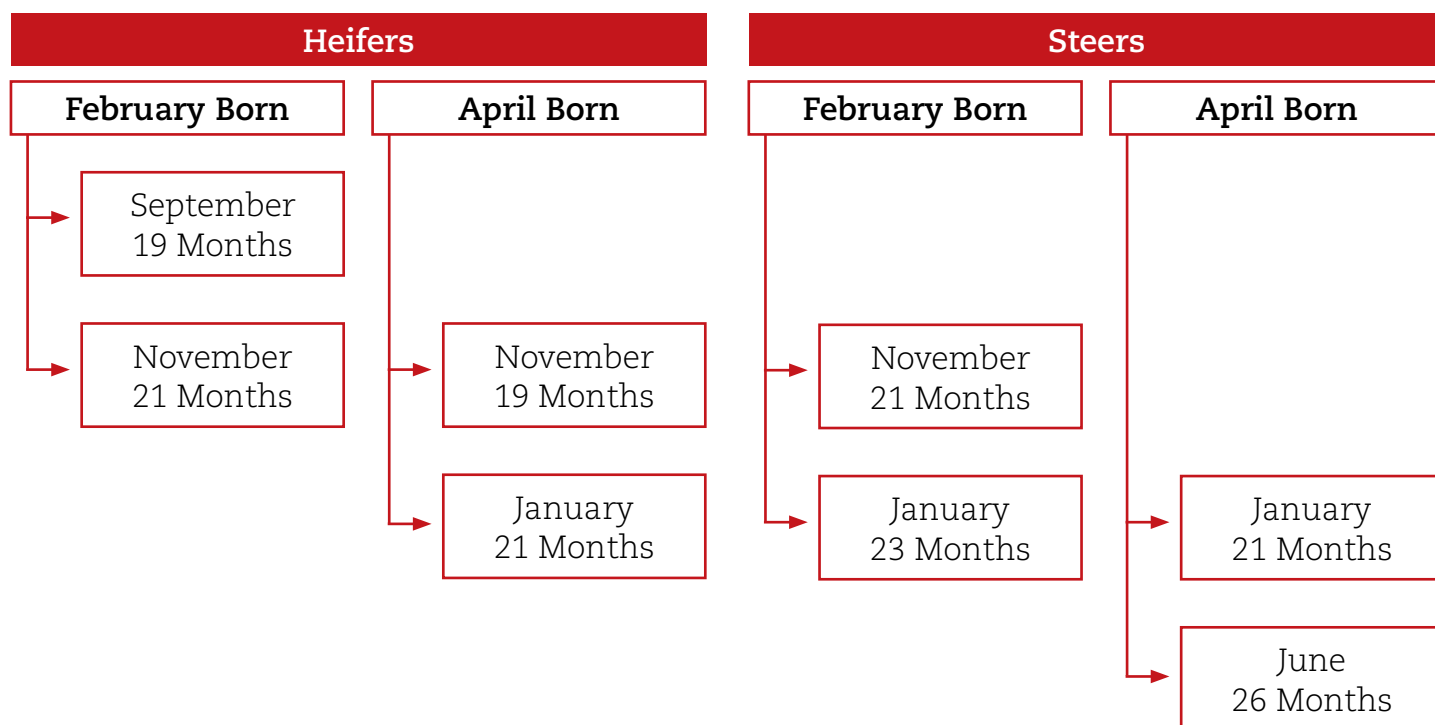 Heifers
February Born
September
19 Months
November
21 Months
April Born
November
19 Months
January
21 Months
Steers
February Born
November
21 Months
January
23 Months
April Born
January
21 Months
June
26 Months